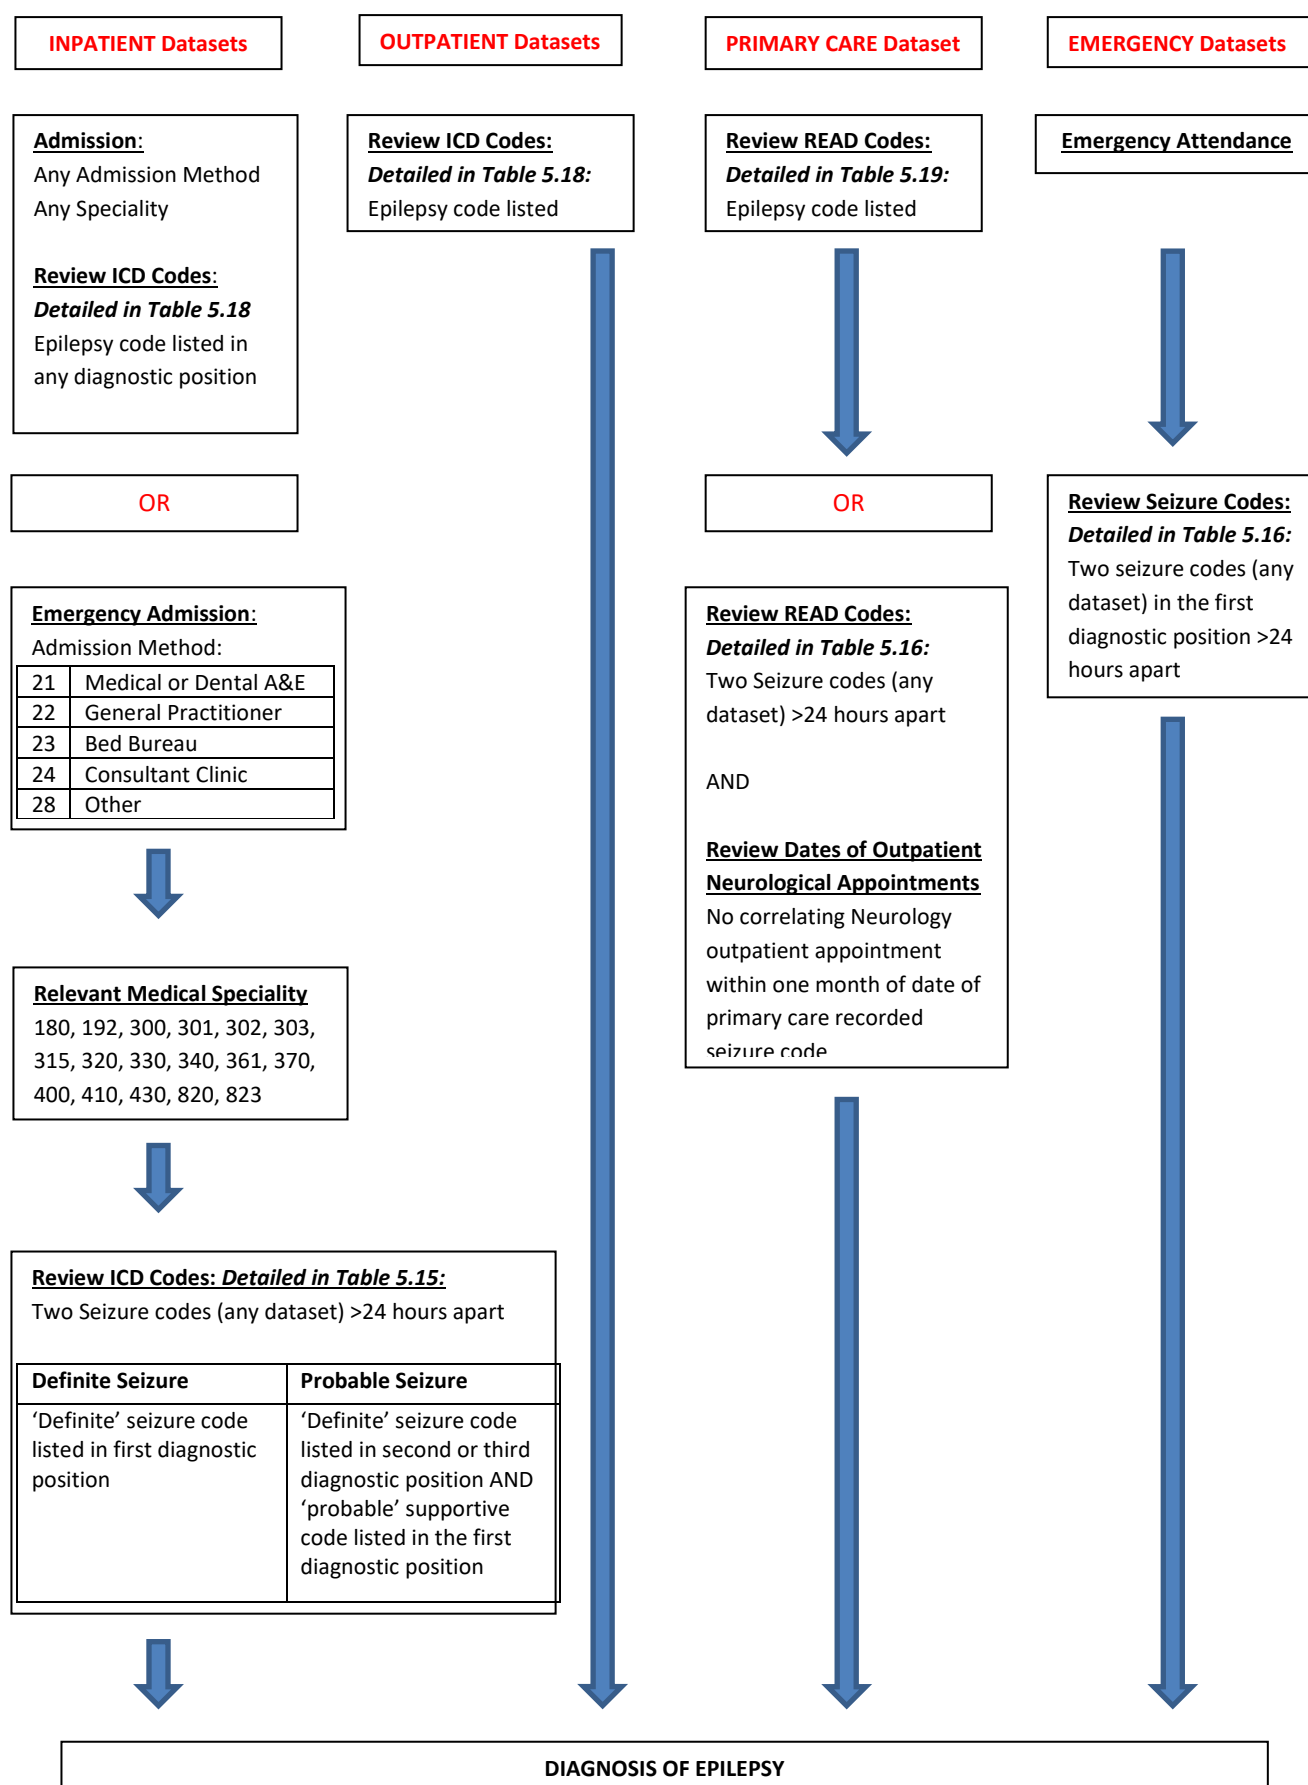 INPATIENT Datasets
OUTPATIENT Datasets
PRIMARY CARE Dataset
EMERGENCY Datasets
Admission:
Any Admission Method
Any Speciality
Review ICD Codes:
Detailed in Table 5.18
Epilepsy code listed in
any diagnostic position
OR
Emergency Admission:
Admission Method:
21 Medical or Dental A&E
22 General Practitioner
23 Bed Bureau
24 Consultant Clinic
28 Other
Relevant Medical Speciality
180, 192, 300, 301, 302, 303,
315, 320, 330, 340, 361, 370,
400, 410, 430, 820, 823
Review ICD Codes: Detailed in Table 5.15:
Two Seizure codes (any dataset) >24 hours apart
Definite Seizure
‘Definite’ seizure code
listed in first diagnostic
position
Probable Seizure
‘Definite’ seizure code
listed in second or third
diagnostic position AND
‘probable’ supportive
code listed in the first
diagnostic position
Review ICD Codes:
Detailed in Table 5.18:
Epilepsy code listed
Review READ Codes:
Detailed in Table 5.19:
Epilepsy code listed
OR
Review READ Codes:
Detailed in Table 5.16:
Two Seizure codes (any
dataset) >24 hours apart
AND
Review Dates of Outpatient
Neurological Appointments
No correlating Neurology
outpatient appointment
within one month of date of
primary care recorded
seizure code
Emergency Attendance
Review Seizure Codes:
Detailed in Table 5.16:
Two seizure codes (any
dataset) in the first
diagnostic position >24
hours apart
DIAGNOSIS OF EPILEPSY